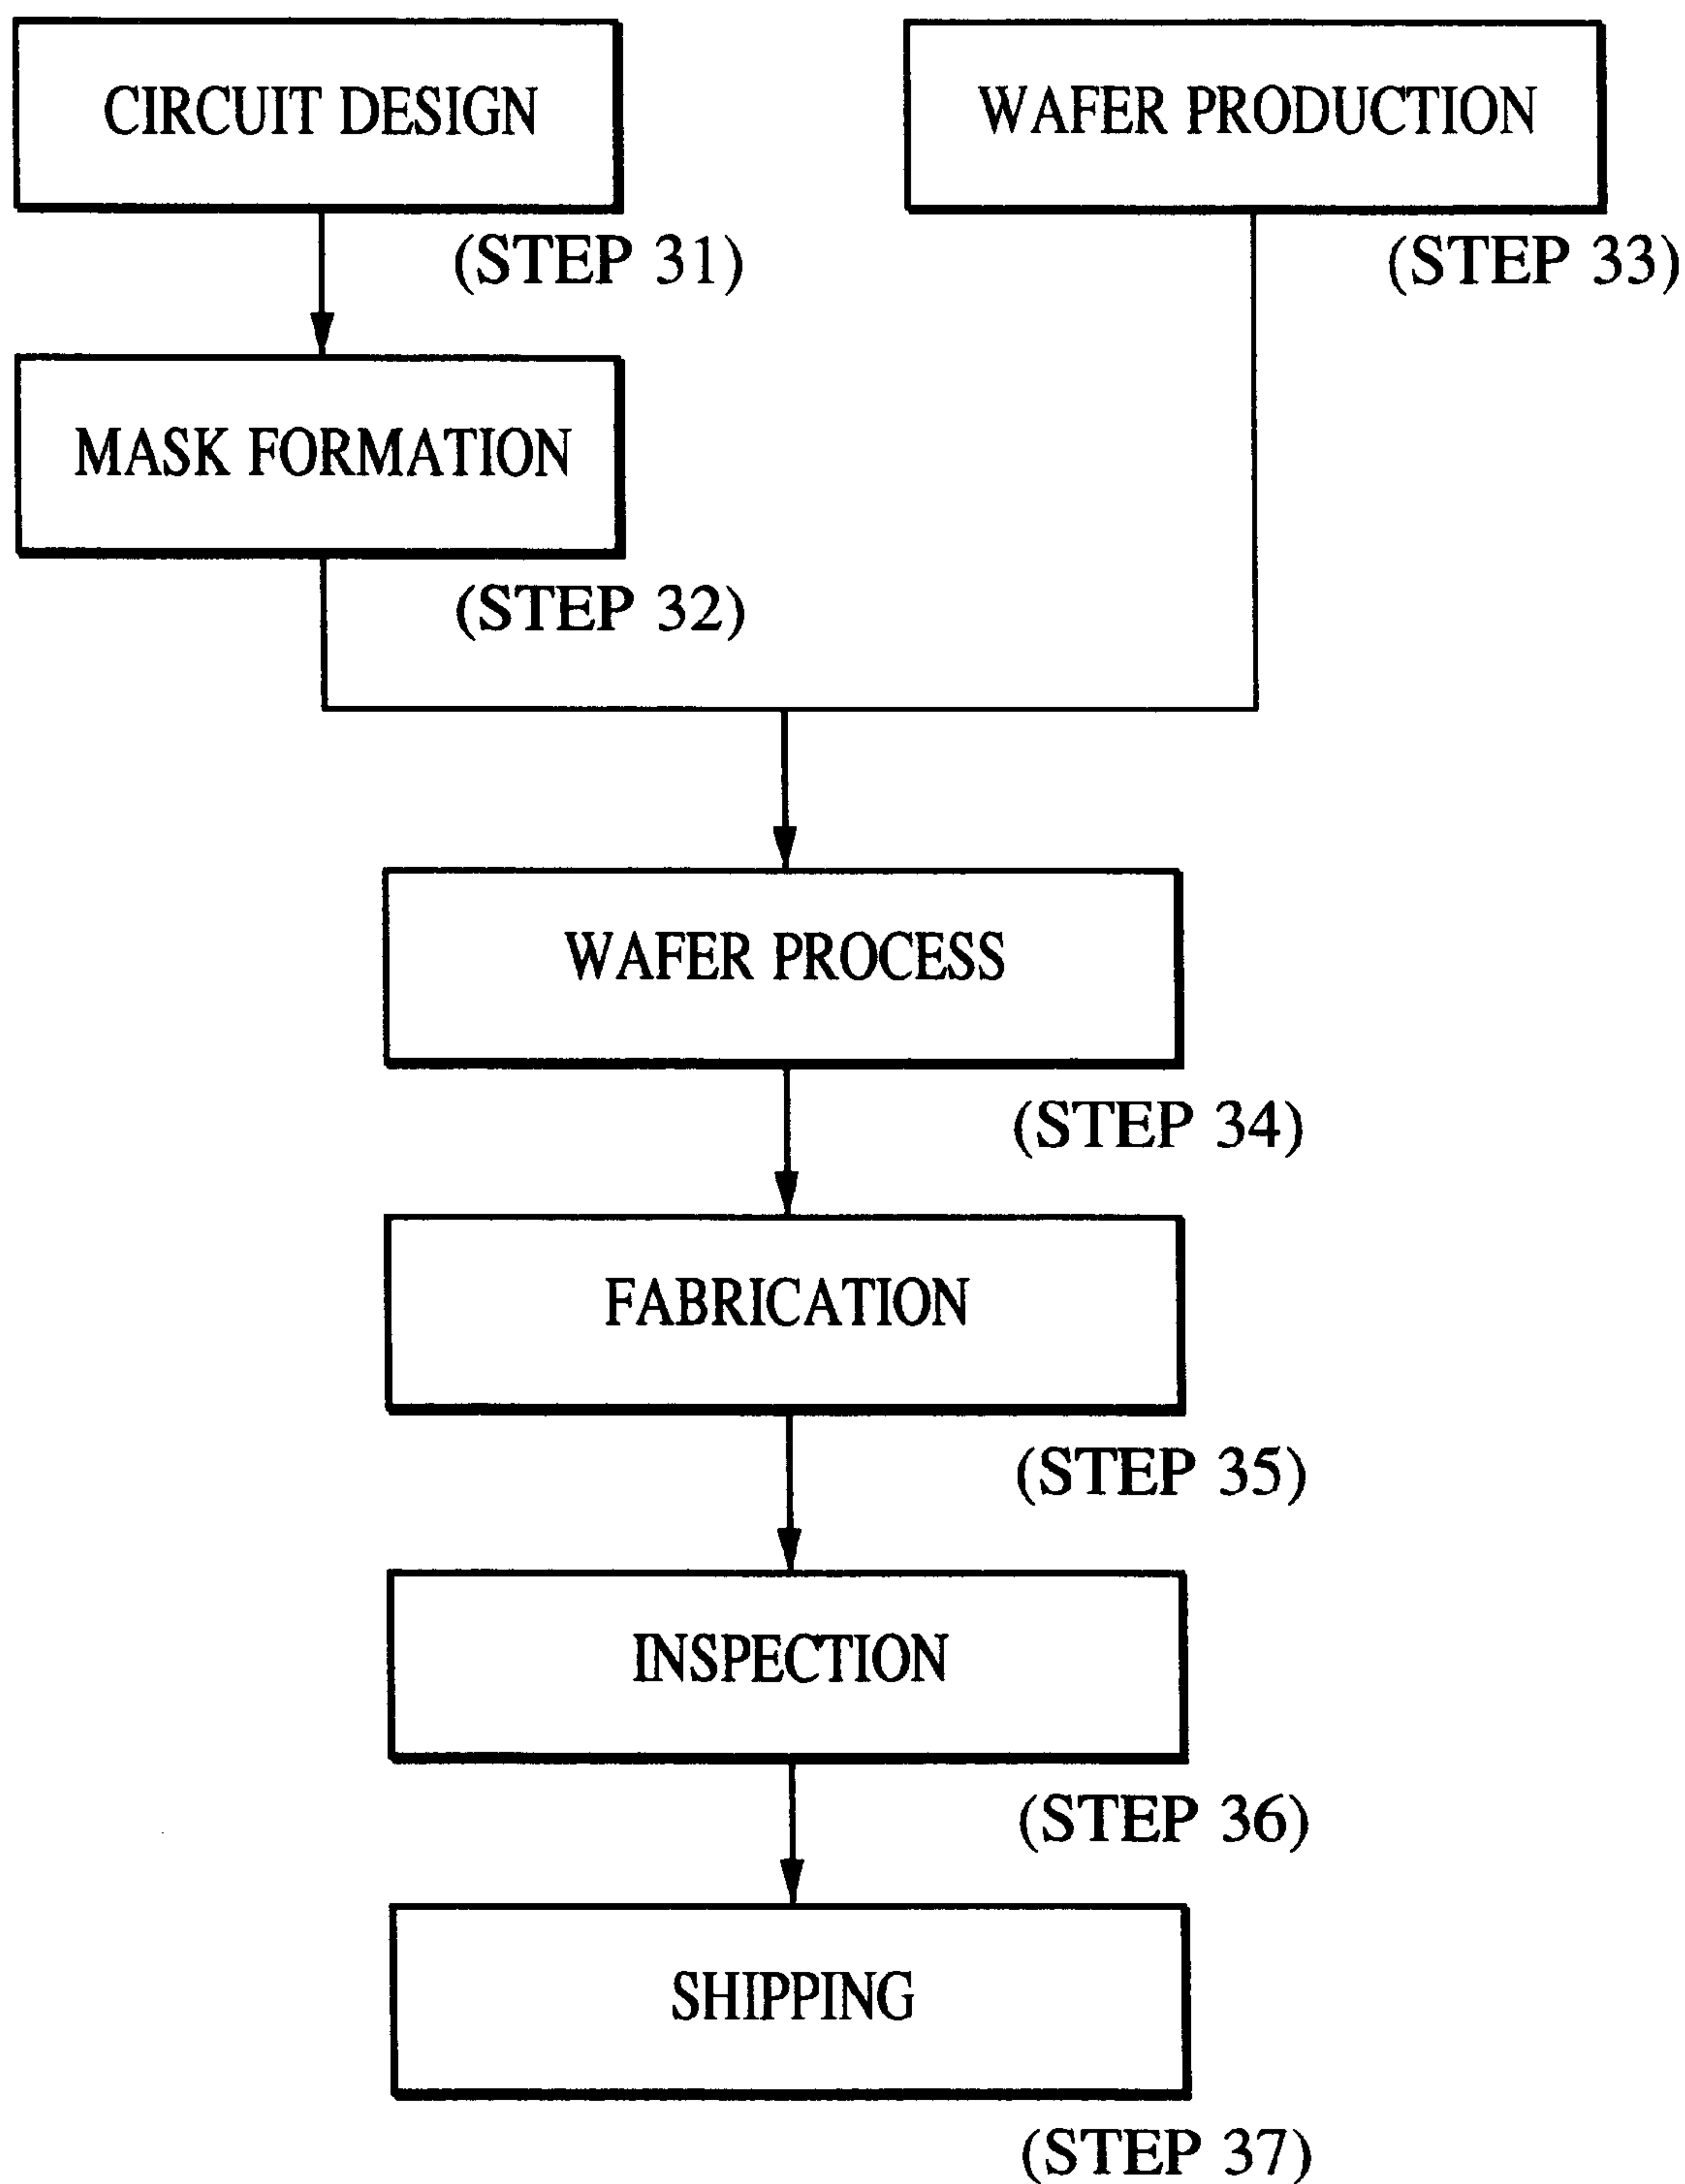 CIRCUIT DESIGN
(STEP 31)
WAFER PRODUCTION
(STEP 33)
MASK FORMATION
(STEP 32)
WAFER PROCESS
(STEP 34)
FABRICATION
(STEP 35)
INSPECTION
(STEP 36)
SHIPPING
(STEP 37)